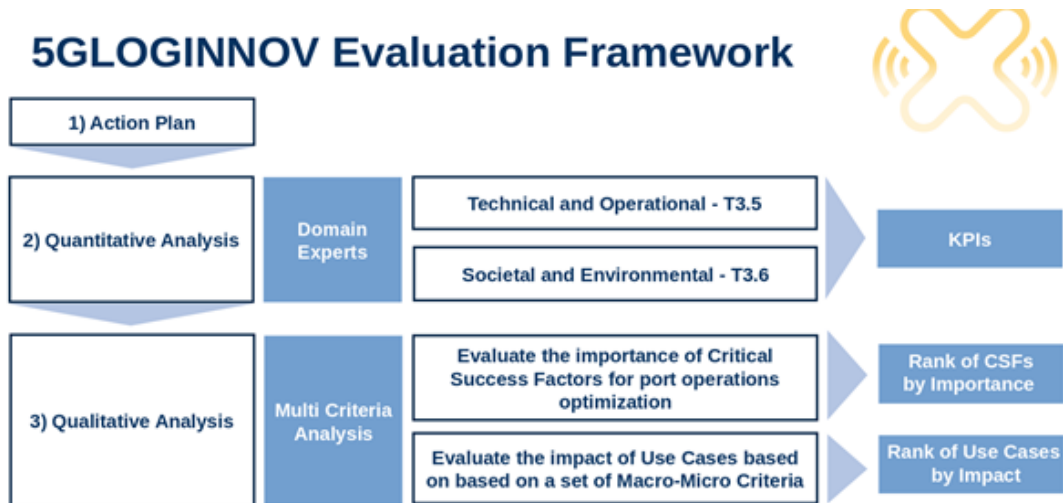 5GLOGINNOV Evaluation Framework
1) Action Plan
2) Quantitative Analysis
Domain
Experts
Technical and Operational - T3.5
Societal and Environmental - T3.6
KPIs
3) Qualitative Analysis
Multi Criteria
Analysis
Evaluate the importance of Critical
Success Factors for port operations
optimization
Rank of CSFs
by Importance
Evaluate the impact of Use Cases based
on based on a set of Macro-Micro Criteria
Rank of Use Cases
by Impact